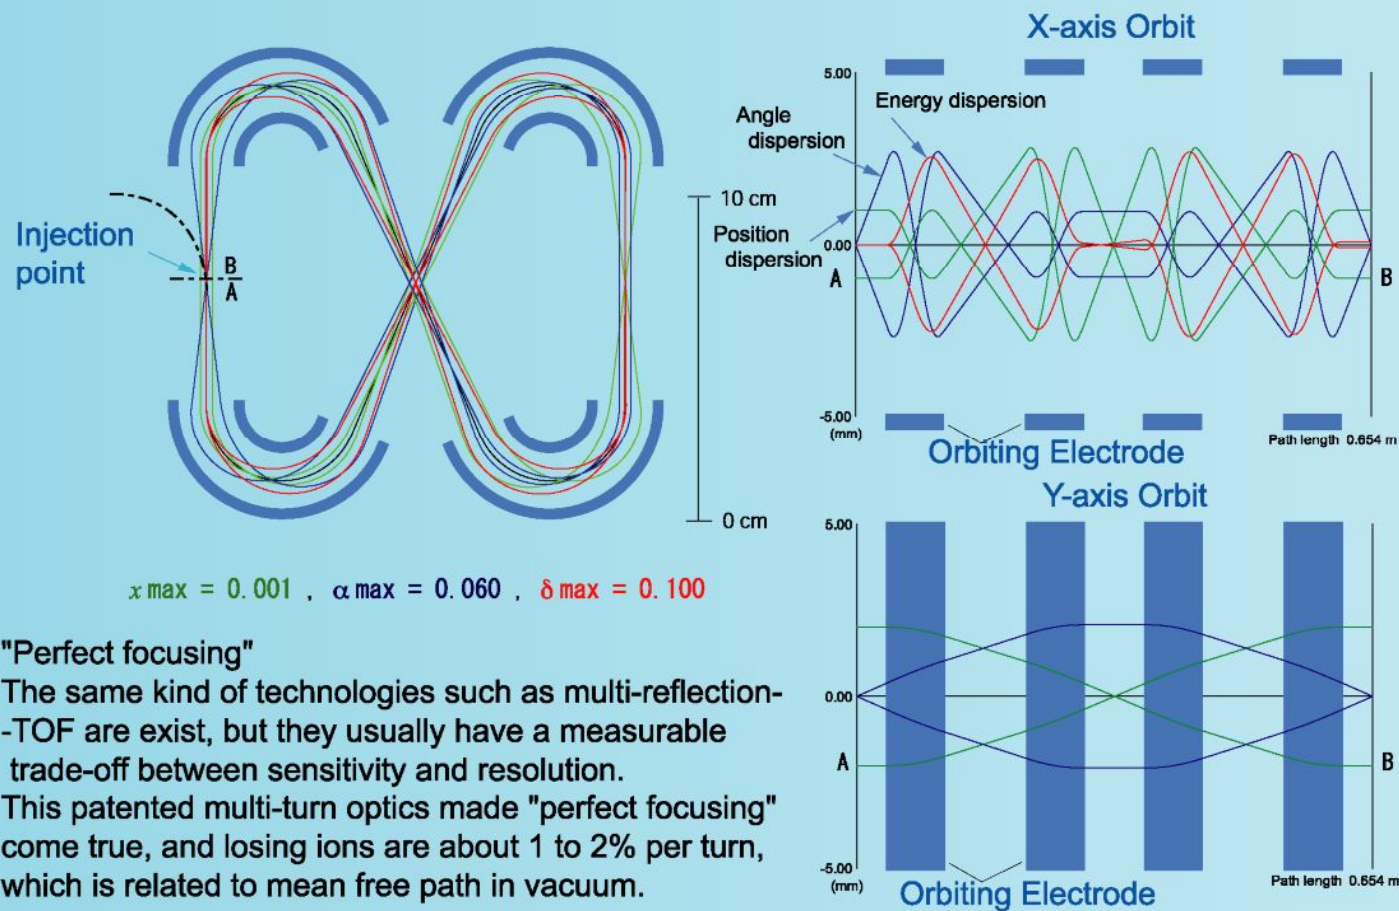 Injection
point
B
A
10 cm
0 cm
x max = 0.001 , α max = 0.060 , δ max = 0.100
"Perfect focusing"
The same kind of technologies such as multi-reflection-
-TOF are exist, but they usually have a measurable
trade-off between sensitivity and resolution.
This patented multi-turn optics made "perfect focusing"
come true, and losing ions are about 1 to 2% per turn,
which is related to mean free path in vacuum.
X-axis Orbit
5.00
Energy dispersion
Angle
dispersion
Position
dispersion
0.00
A
B
-5.00
(mm)
Orbiting Electrode
Path length 0.654 m
Y-axis Orbit
5.00
0.00
A
B
-5.00
(mm)
Orbiting Electrode
Path length 0.654 m